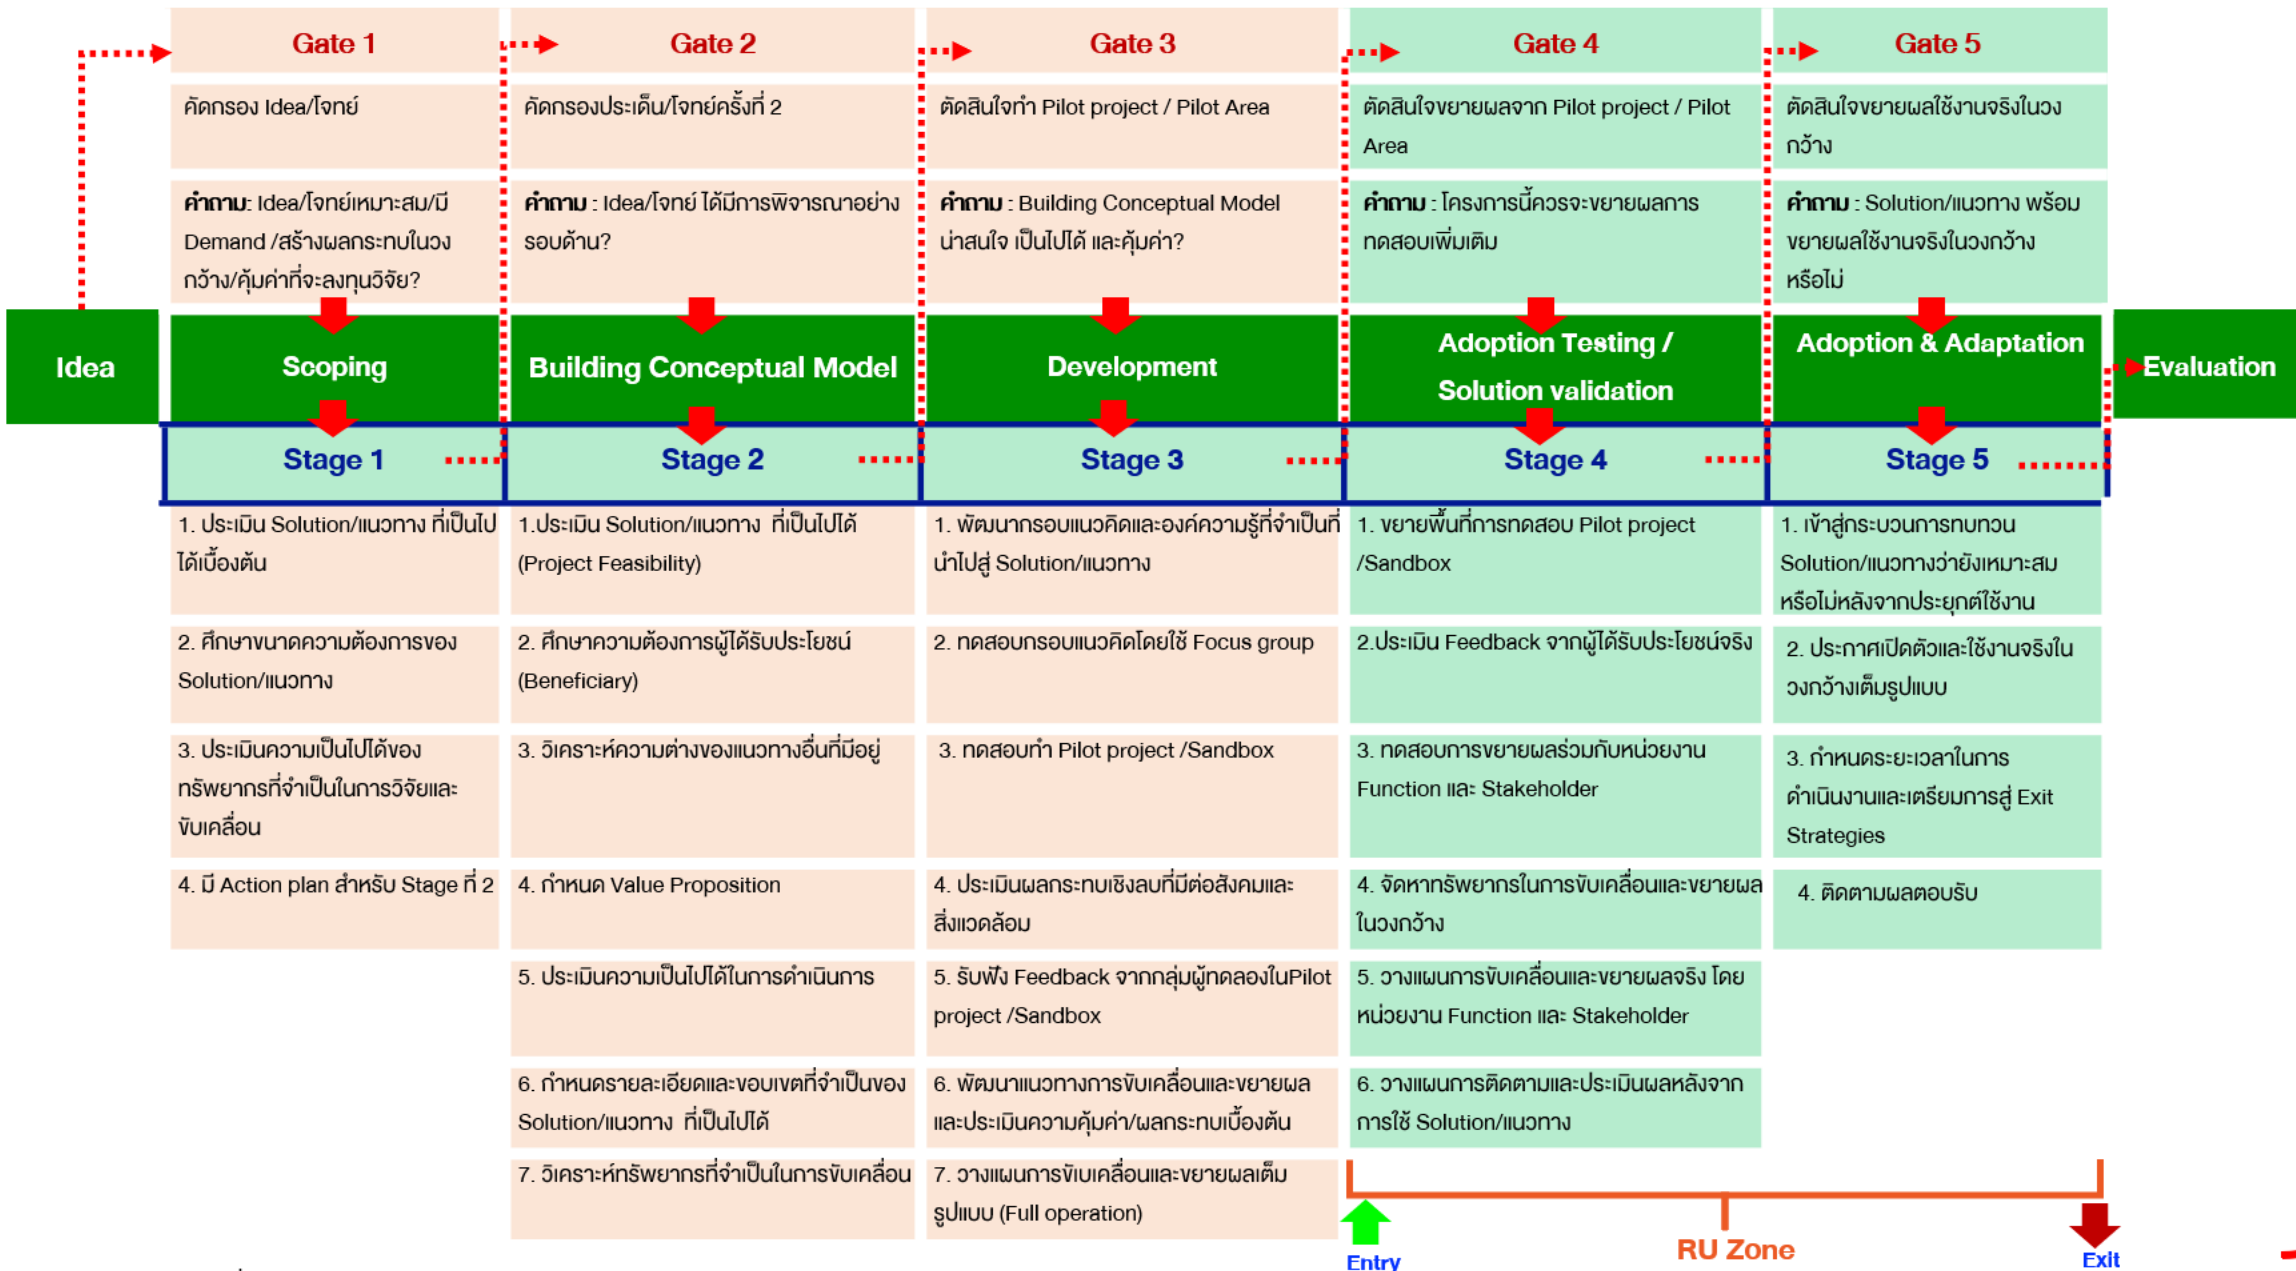 Gate 1
Gate 2
Gate 3
Gate 4
Gate 5
คัดกรอง Idea/โจทย์
คัดกรองประเด็น/โจทย์ครั้งที่ 2
ตัดสินใจทำ Pilot project / Pilot Area
ตัดสินใจขยายผลจาก Pilot project / Pilot
Area
ตัดสินใจขยายผลใช้งานจริงในวง
กว้าง
คำถาม: Idea/โจทย์เหมาะสม/มี
Demand /สร้างผลกระทบในวง
กว้าง/คุ้มค่าที่จะลงทุนวิจัย?
คำถาม : Idea/โจทย์ ได้มีการพิจารณาอย่าง
รอบด้าน?
คำถาม : Building Conceptual Model
น่าสนใจ เป็นไปได้ และคุ้มค่า?
คำถาม : โครงการนี้ควรจะขยายผลการ
ทดสอบเพิ่มเติม
คำถาม : Solution/แนวทาง พร้อม
ขยายผลใช้งานจริงในวงกว้าง
หรือไม่
Idea
Scoping
Building Conceptual Model
Development
Adoption Testing /
Solution validation
Adoption & Adaptation
Evaluation
Stage 1
Stage 2
Stage 3
Stage 4
Stage 5
1. ประเมิน Solution/แนวทาง ที่เป็นไป
ได้เบื้องต้น
2. ศึกษาขนาดความต้องการของ
Solution/แนวทาง
3. ประเมินความเป็นไปได้ของ
ทรัพยากรที่จำเป็นในการวิจัยและ
ขับเคลื่อน
4. มี Action plan สำหรับ Stage ที่ 2
1.ประเมิน Solution/แนวทาง ที่เป็นไปได้
(Project Feasibility)
2. ศึกษาความต้องการผู้ได้รับประโยชน์
(Beneficiary)
3. วิเคราะห์ความต่างของแนวทางอื่นที่มีอยู่
4. กำหนด Value Proposition
5. ประเมินความเป็นไปได้ในการดำเนินการ
6. กำหนดรายละเอียดและขอบเขตที่จำเป็นของ
Solution/แนวทาง ที่เป็นไปได้
7. วิเคราะห์ทรัพยากรที่จำเป็นในการขับเคลื่อน
1. พัฒนากรอบแนวคิดและองค์ความรู้ที่จำเป็นที่
นำไปสู่ Solution/แนวทาง
2. ทดสอบกรอบแนวคิดโดยใช้ Focus group
3. ทดสอบทำ Pilot project /Sandbox
4. ประเมินผลกระทบเชิงลบที่มีต่อสังคมและ
สิ่งแวดล้อม
5. รับฟัง Feedback จากกลุ่มผู้ทดลองในPilot
project /Sandbox
6. พัฒนาแนวทางการขับเคลื่อนและขยายผล
และประเมินความคุ้มค่า/ผลกระทบเบื้องต้น
7. วางแผนการขับเคลื่อนและขยายผลเต็ม
รูปแบบ (Full operation)
1. ขยายพื้นที่การทดสอบ Pilot project
/Sandbox
2.ประเมิน Feedback จากผู้ได้รับประโยชน์จริง
3. ทดสอบการขยายผลร่วมกับหน่วยงาน
Function และ Stakeholder
4. จัดหาทรัพยากรในการขับเคลื่อนและขยายผล
ในวงกว้าง
5. วางแผนการขับเคลื่อนและขยายผลจริง โดย
หน่วยงาน Function และ Stakeholder
6. วางแผนการติดตามและประเมินผลหลังจาก
การใช้ Solution/แนวทาง
1. เข้าสู่กระบวนการทบทวน
Solution/แนวทางว่ายังเหมาะสม
หรือไม่หลังจากประยุกต์ใช้งาน
2. ประกาศเปิดตัวและใช้งานจริงใน
วงกว้างเต็มรูปแบบ
3. กำหนดระยะเวลาในการ
ดำเนินงานและเตรียมการสู่ Exit
Strategies
4. ติดตามผลตอบรับ
Entry
RU Zone
Exit